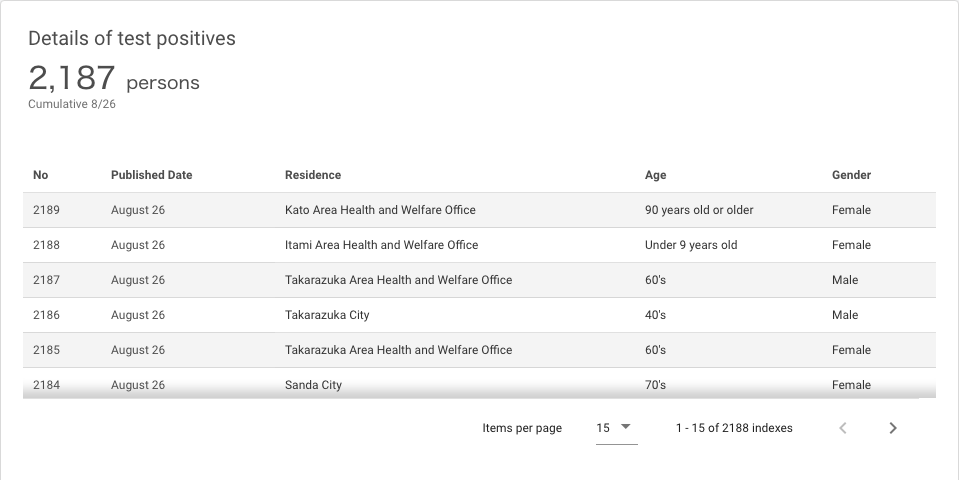 Details of test positives
2,187 persons
Cumulative 8/26
No Published Date Residence Age Gender
2189 August 26 Kato Area Health and Welfare Office 90 years old or older Female
2188 August 26 Itami Area Health and Welfare Office Under 9 years old Female
2187 August 26 Takarazuka Area Health and Welfare Office 60's Male
2186 August 26 Takarazuka City 40's Male
2185 August 26 Takarazuka Area Health and Welfare Office 60's Female
2184 August 26 Sanda City 70's Female
Items per page 15 1 - 15 of 2188 indexes